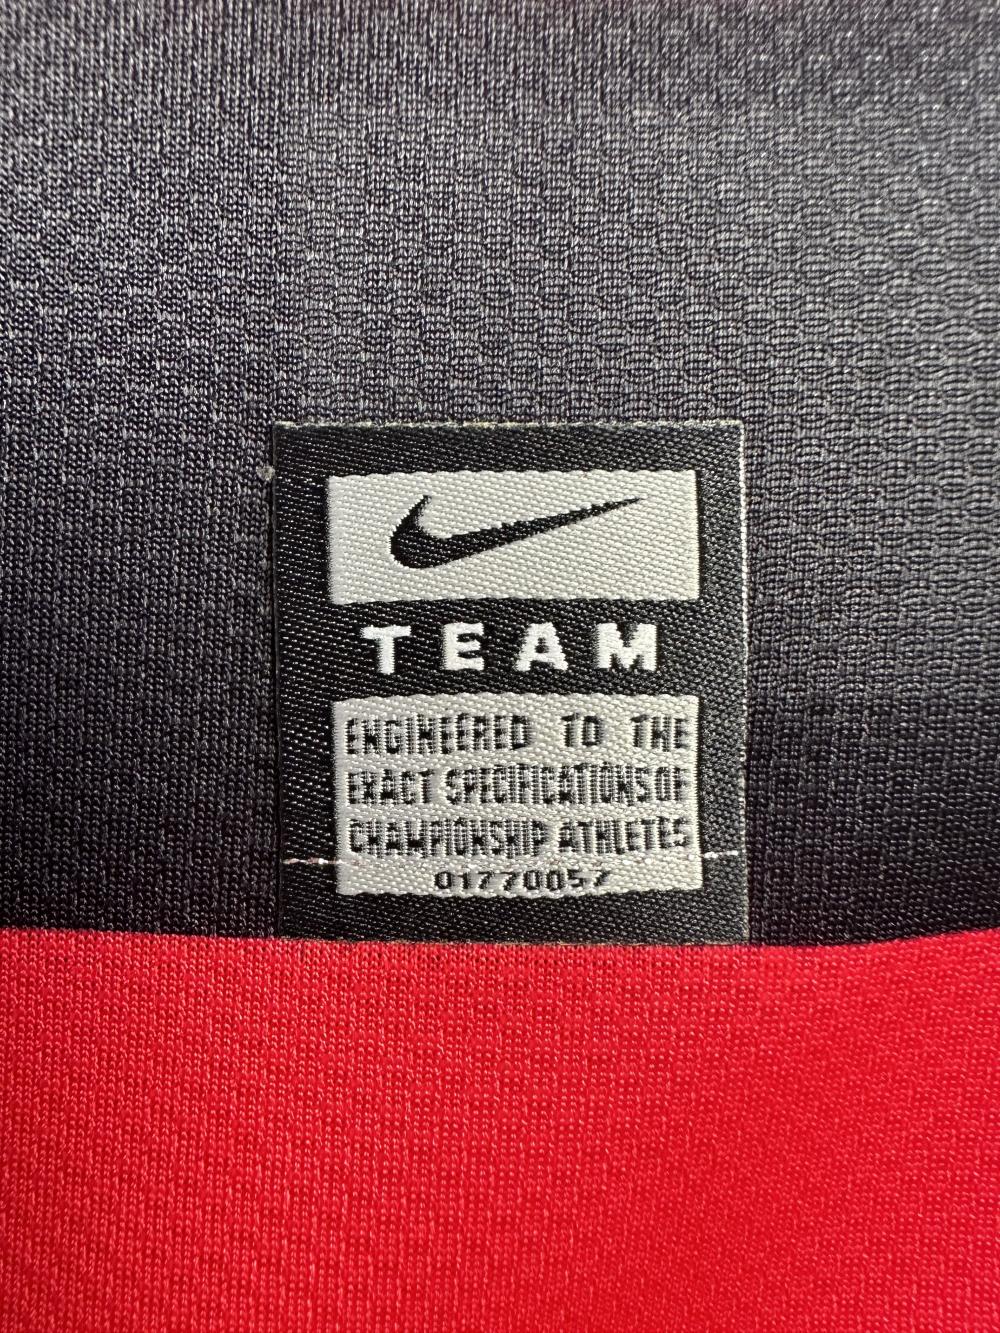 TEAM
ENGINEERED TO THE
EXACT SPECIFICATIONS OF
CHAMPIONSHIP ATHLETES
01770057